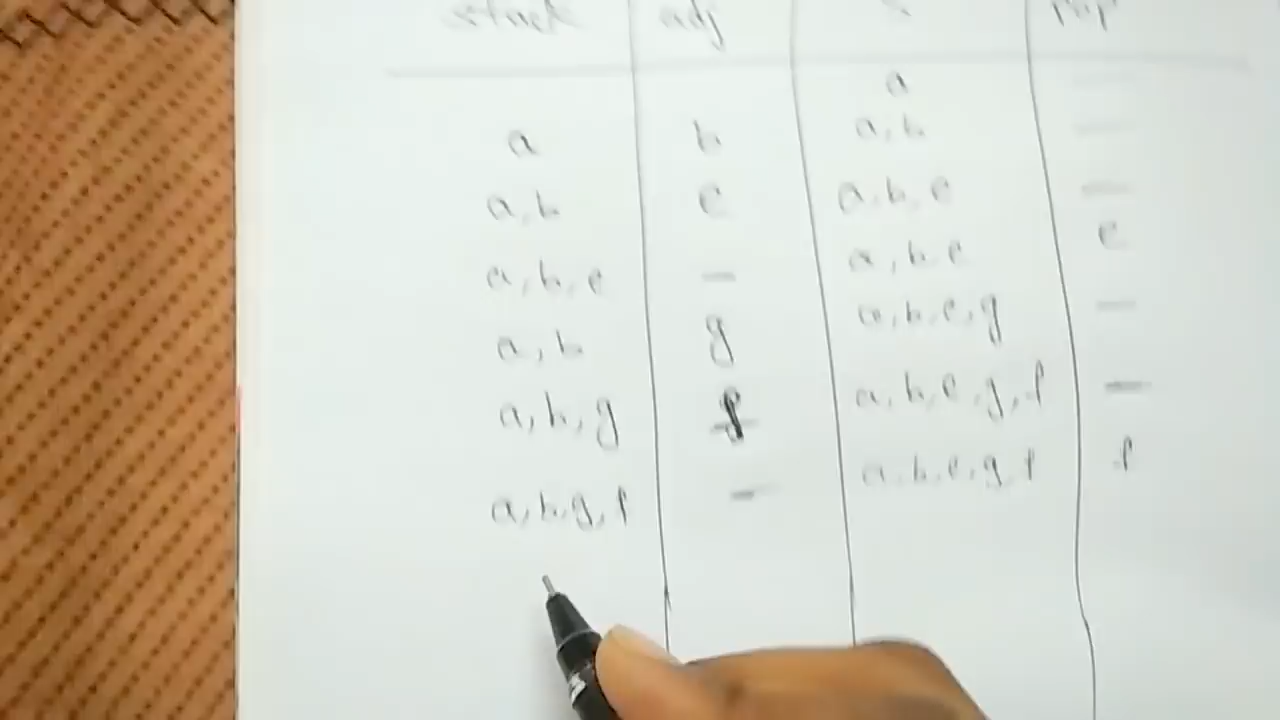 stack adj pop
a
a b a, b
a, b e a, b, e —
a, b, e — a, b, e e
a, b g a, b, e, g —
a, b, g f a, b, e, g, f —
a, b, g, f — a, b, e, g, f f